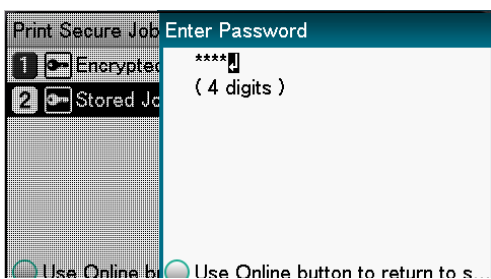 Print Secure Job
Enter Password
1 Encrypted
****
2 Stored Jo
( 4 digits )
Use Online b
Use Online button to return to s...